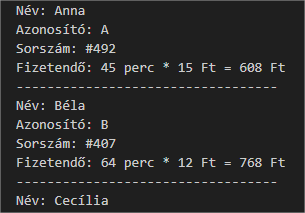 Név: Anna
Azonosító: A
Sorszám: #492
Fizetendő: 45 perc * 15 Ft = 608 Ft
---------------------------------
Név: Béla
Azonosító: B
Sorszám: #407
Fizetendő: 64 perc * 12 Ft = 768 Ft
---------------------------------
Név: Cecília